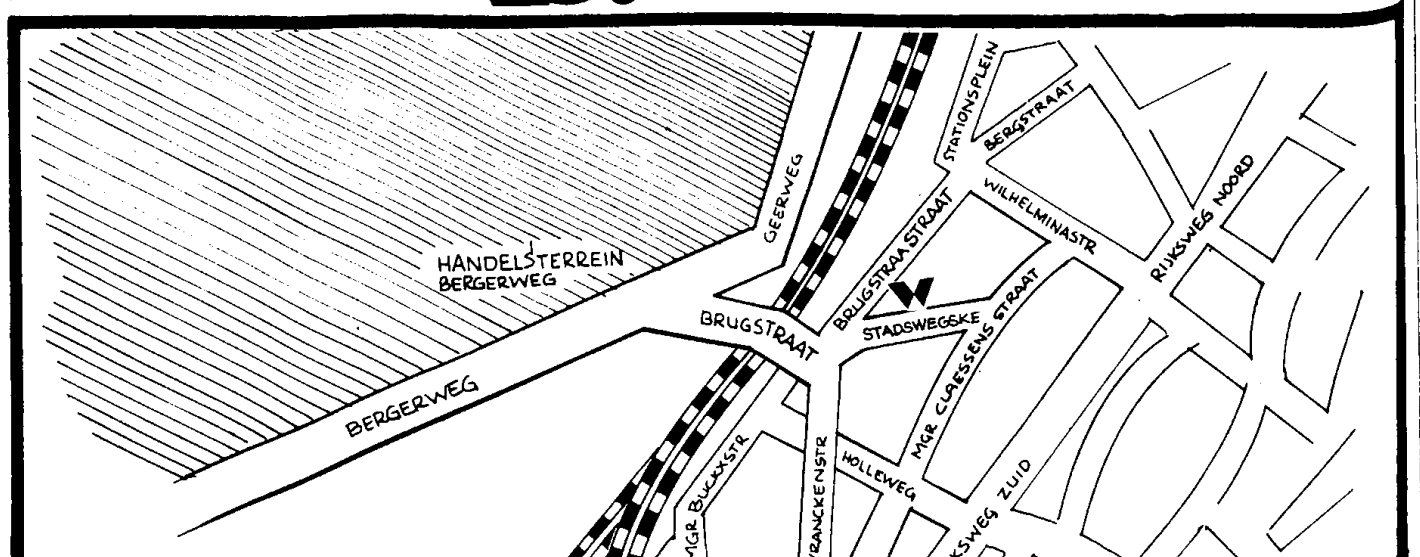 STATIONSPLEIN
BERGSTRAAT
GEERWEG
WILHELMINASTR
RIJKSWEG NOORD
HANDELSTERREIN
BERGERWEG
BRUGSTRAASTRAAT
BRUGSTRAAT
STADSWEGSKE
MGR CLAESSENS STRAAT
BERGERWEG
MGR BUCKXSTR
VRANCKENSTR
HOLLEWEG
KSWEG ZUID